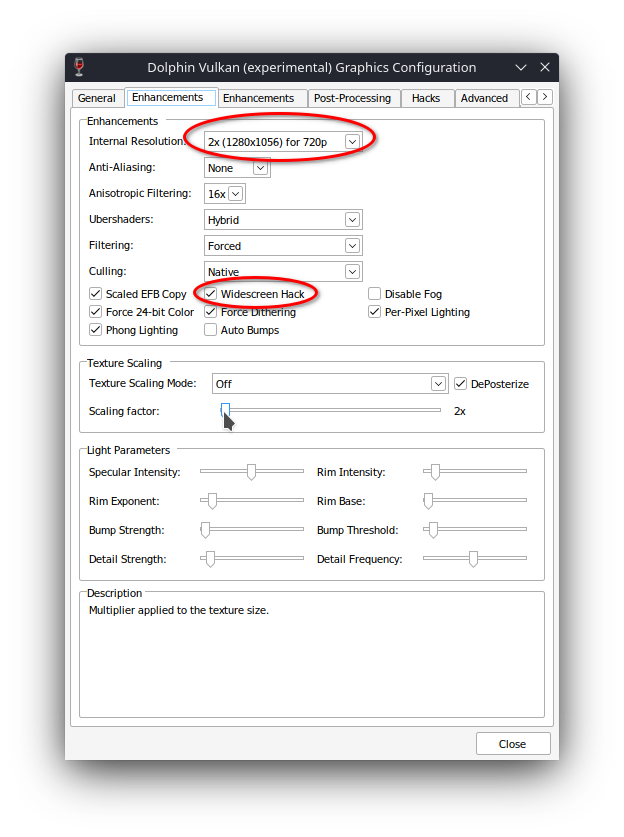 Dolphin Vulkan (experimental) Graphics Configuration
General Enhancements Enhancements Post-Processing Hacks Advanced
Enhancements
Internal Resolution: 2x (1280x1056) for 720p
Anti-Aliasing: None
Anisotropic Filtering: 16x
Ubershaders: Hybrid
Filtering: Forced
Culling: Native
Scaled EFB Copy Widescreen Hack Disable Fog
Force 24-bit Color Force Dithering Per-Pixel Lighting
Phong Lighting Auto Bumps
Texture Scaling
Texture Scaling Mode: Off DePosterize
Scaling factor: 2x
Light Parameters
Specular Intensity: Rim Intensity:
Rim Exponent: Rim Base:
Bump Strength: Bump Threshold:
Detail Strength: Detail Frequency:
Description
Multiplier applied to the texture size.
Close